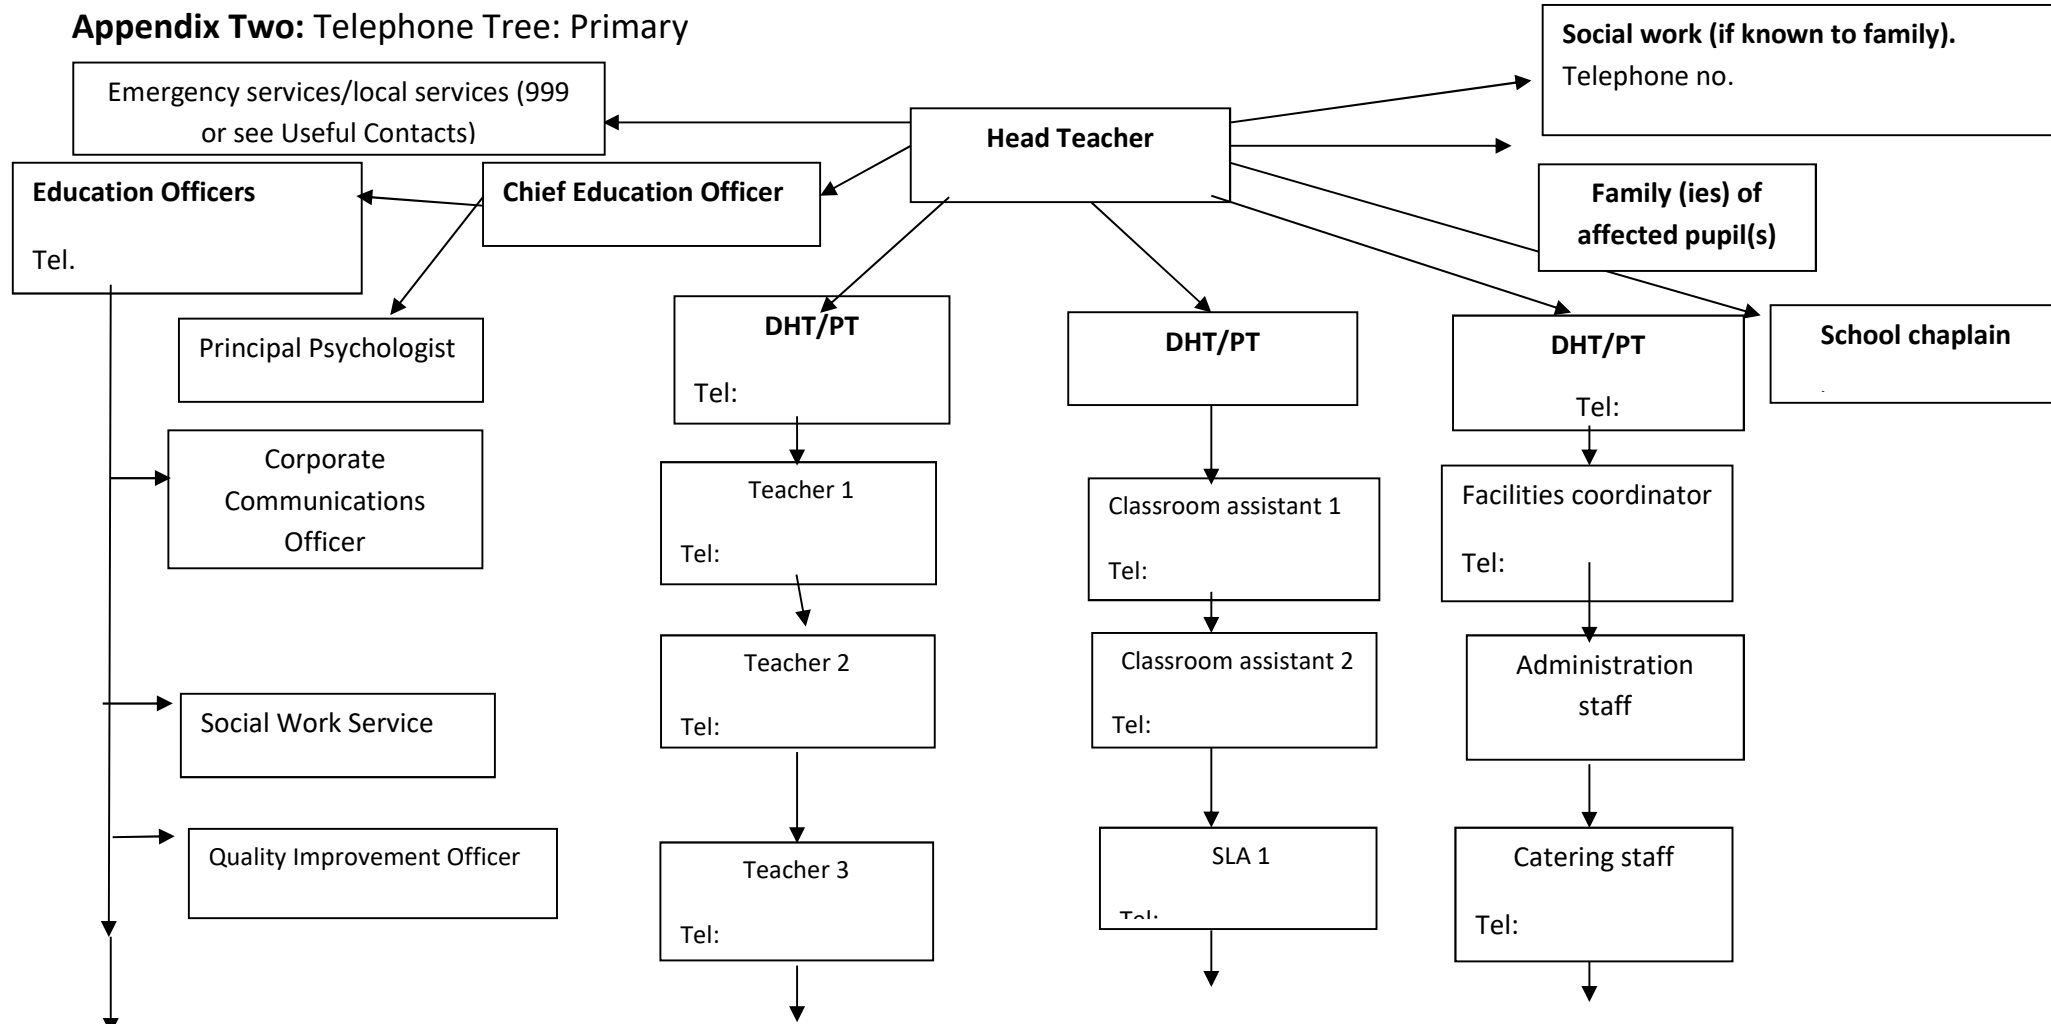 Appendix Two: Telephone Tree: Primary
Social work (if known to family).
Telephone no.
Emergency services/local services (999
or see Useful Contacts)
Head Teacher
Education Officers
Tel.
Chief Education Officer
Family (ies) of
affected pupil(s)
Principal Psychologist
DHT/PT
Tel:
DHT/PT
DHT/PT
Tel:
School chaplain
Corporate
Communications
Officer
Teacher 1
Tel:
Classroom assistant 1
Tel:
Facilities coordinator
Tel:
Teacher 2
Tel:
Classroom assistant 2
Tel:
Administration
staff
Social Work Service
Quality Improvement Officer
Teacher 3
Tel:
SLA 1
Tel:
Catering staff
Tel: